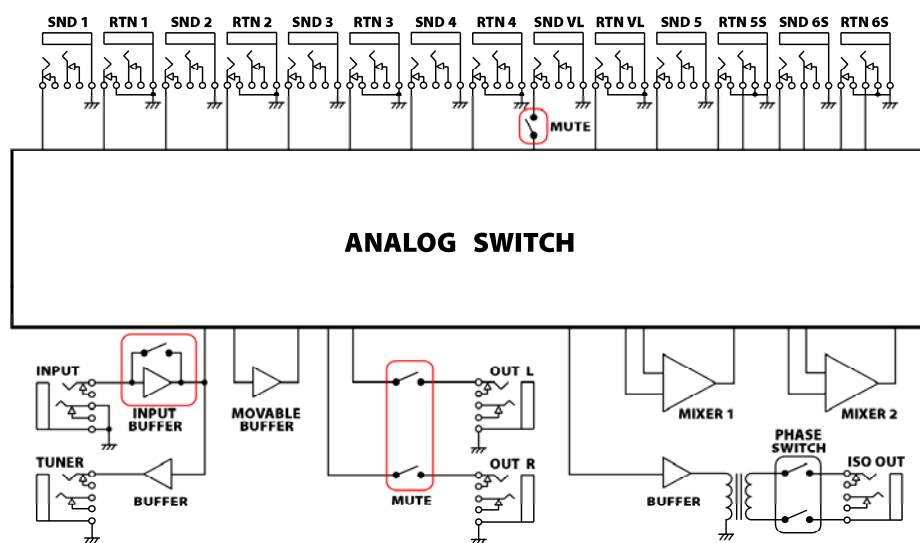 SND 1 RTN 1 SND 2 RTN 2 SND 3 RTN 3 SND 4 RTN 4 SND VL RTN VL SND 5 RTN 5S SND 6S RTN 6S
MUTE
ANALOG SWITCH
INPUT
INPUT
BUFFER
MOVABLE
BUFFER
OUT L
MIXER 1
MIXER 2
TUNER
BUFFER
OUT R
MUTE
BUFFER
PHASE
SWITCH
ISO OUT